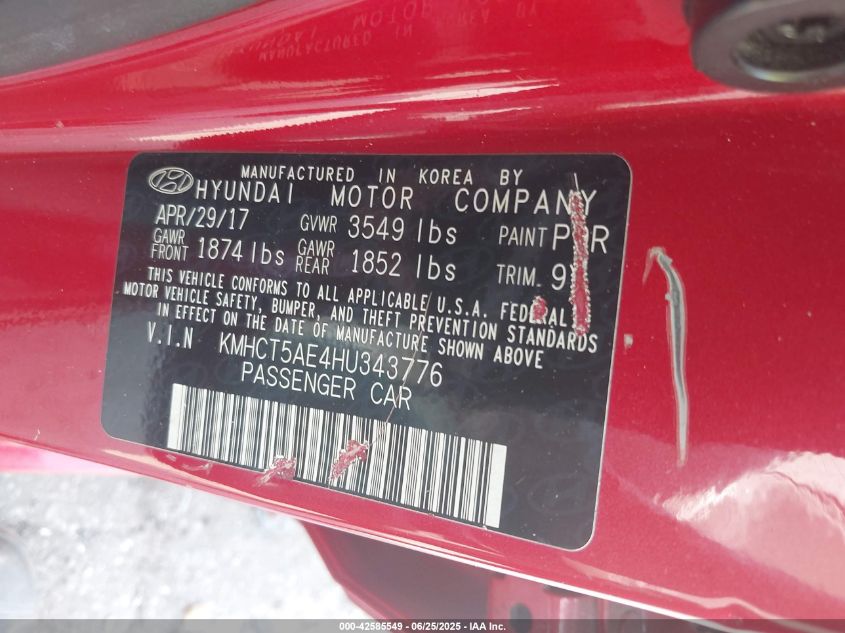 MANUFACTURED IN KOREA BY
HYUNDAI MOTOR COMPANY
APR/29/17 GVWR 3549 lbs PAINT
GAWR FRONT 1874 lbs GAWR REAR 1852 lbs TRIM
THIS VEHICLE CONFORMS TO ALL APPLICABLE U.S.A. FEDERAL
MOTOR VEHICLE SAFETY, BUMPER, AND THEFT PREVENTION STANDARDS
IN EFFECT ON THE DATE OF MANUFACTURE SHOWN ABOVE
V.I.N KMHCT5AE4HU343776
PASSENGER CAR
000-42585549 - 06/25/2025 - IAA Inc.